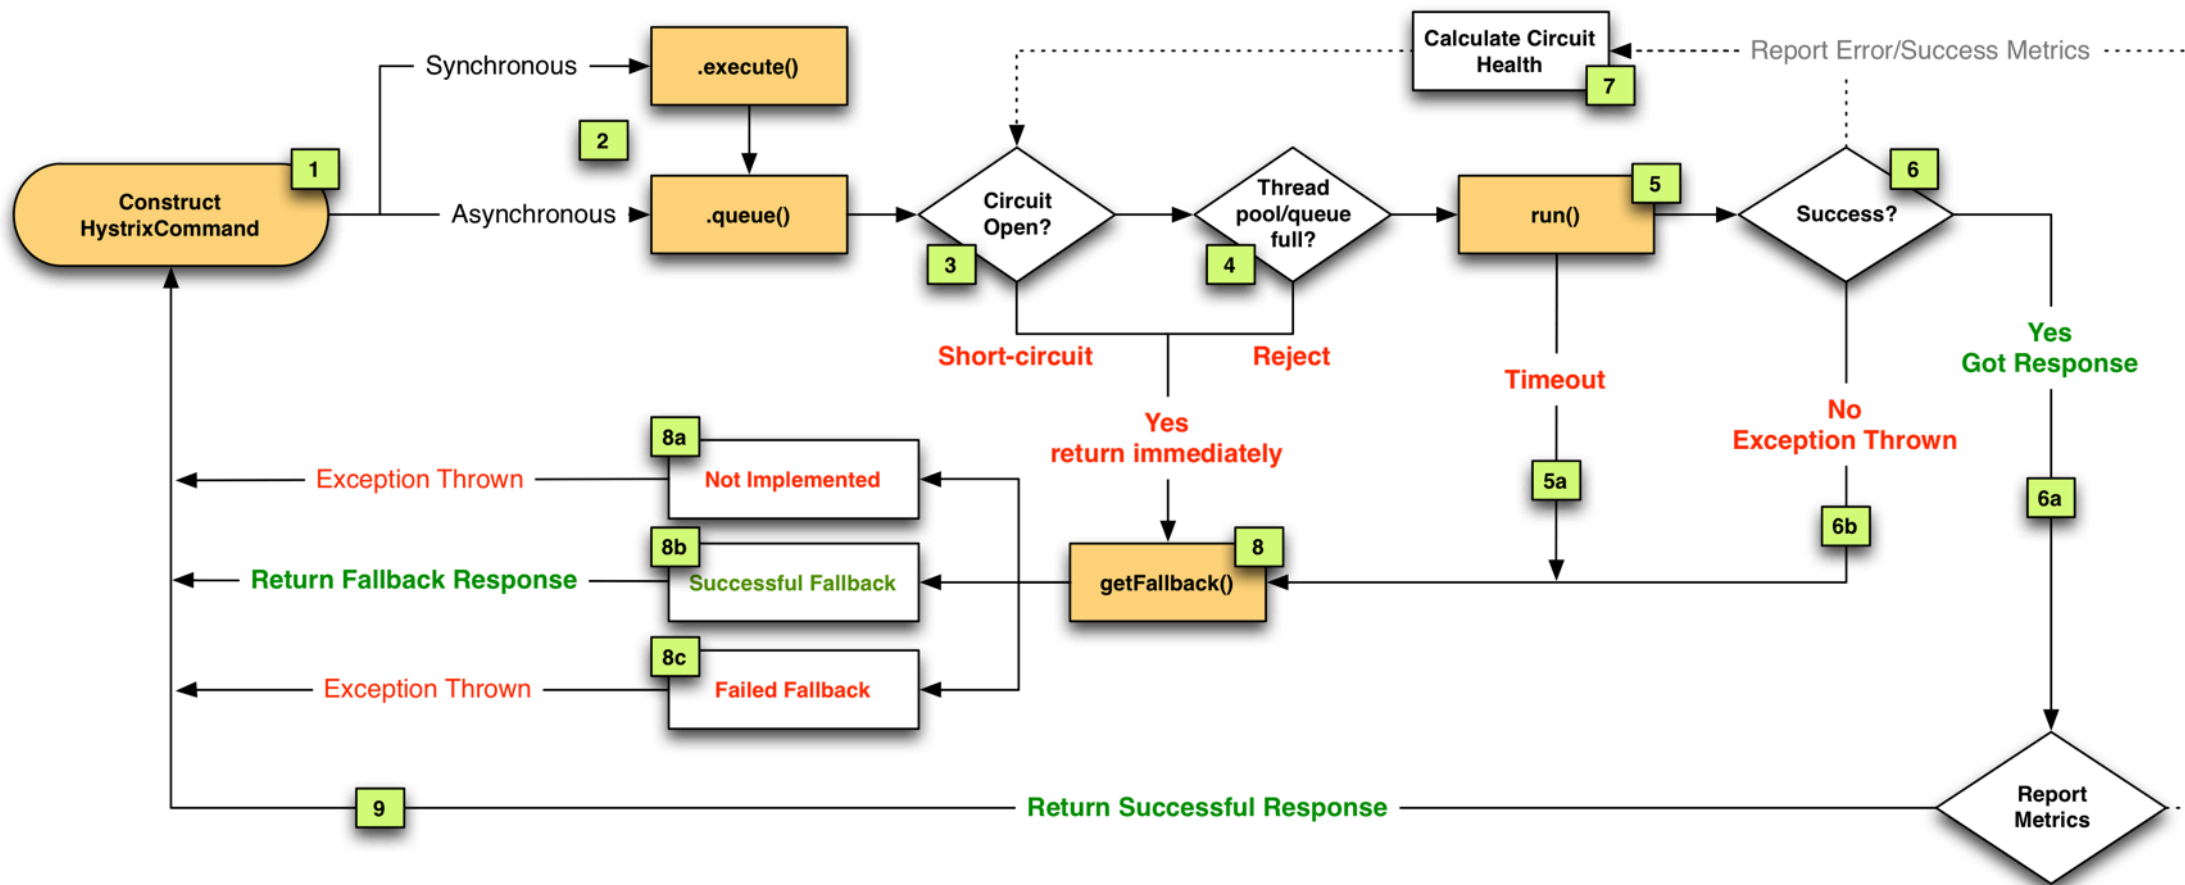 Calculate Circuit
Health
7
Report Error/Success Metrics
Synchronous
.execute()
2
1
Construct
HystrixCommand
Asynchronous
.queue()
Circuit
Open?
3
Thread
pool/queue
full?
4
5
run()
6
Success?
Short-circuit
Reject
Yes
return immediately
Timeout
5a
No
Exception Thrown
6b
Yes
Got Response
6a
8
getFallback()
8a
Not Implemented
Exception Thrown
8b
Successful Fallback
Return Fallback Response
8c
Failed Fallback
Exception Thrown
9
Return Successful Response
Report
Metrics